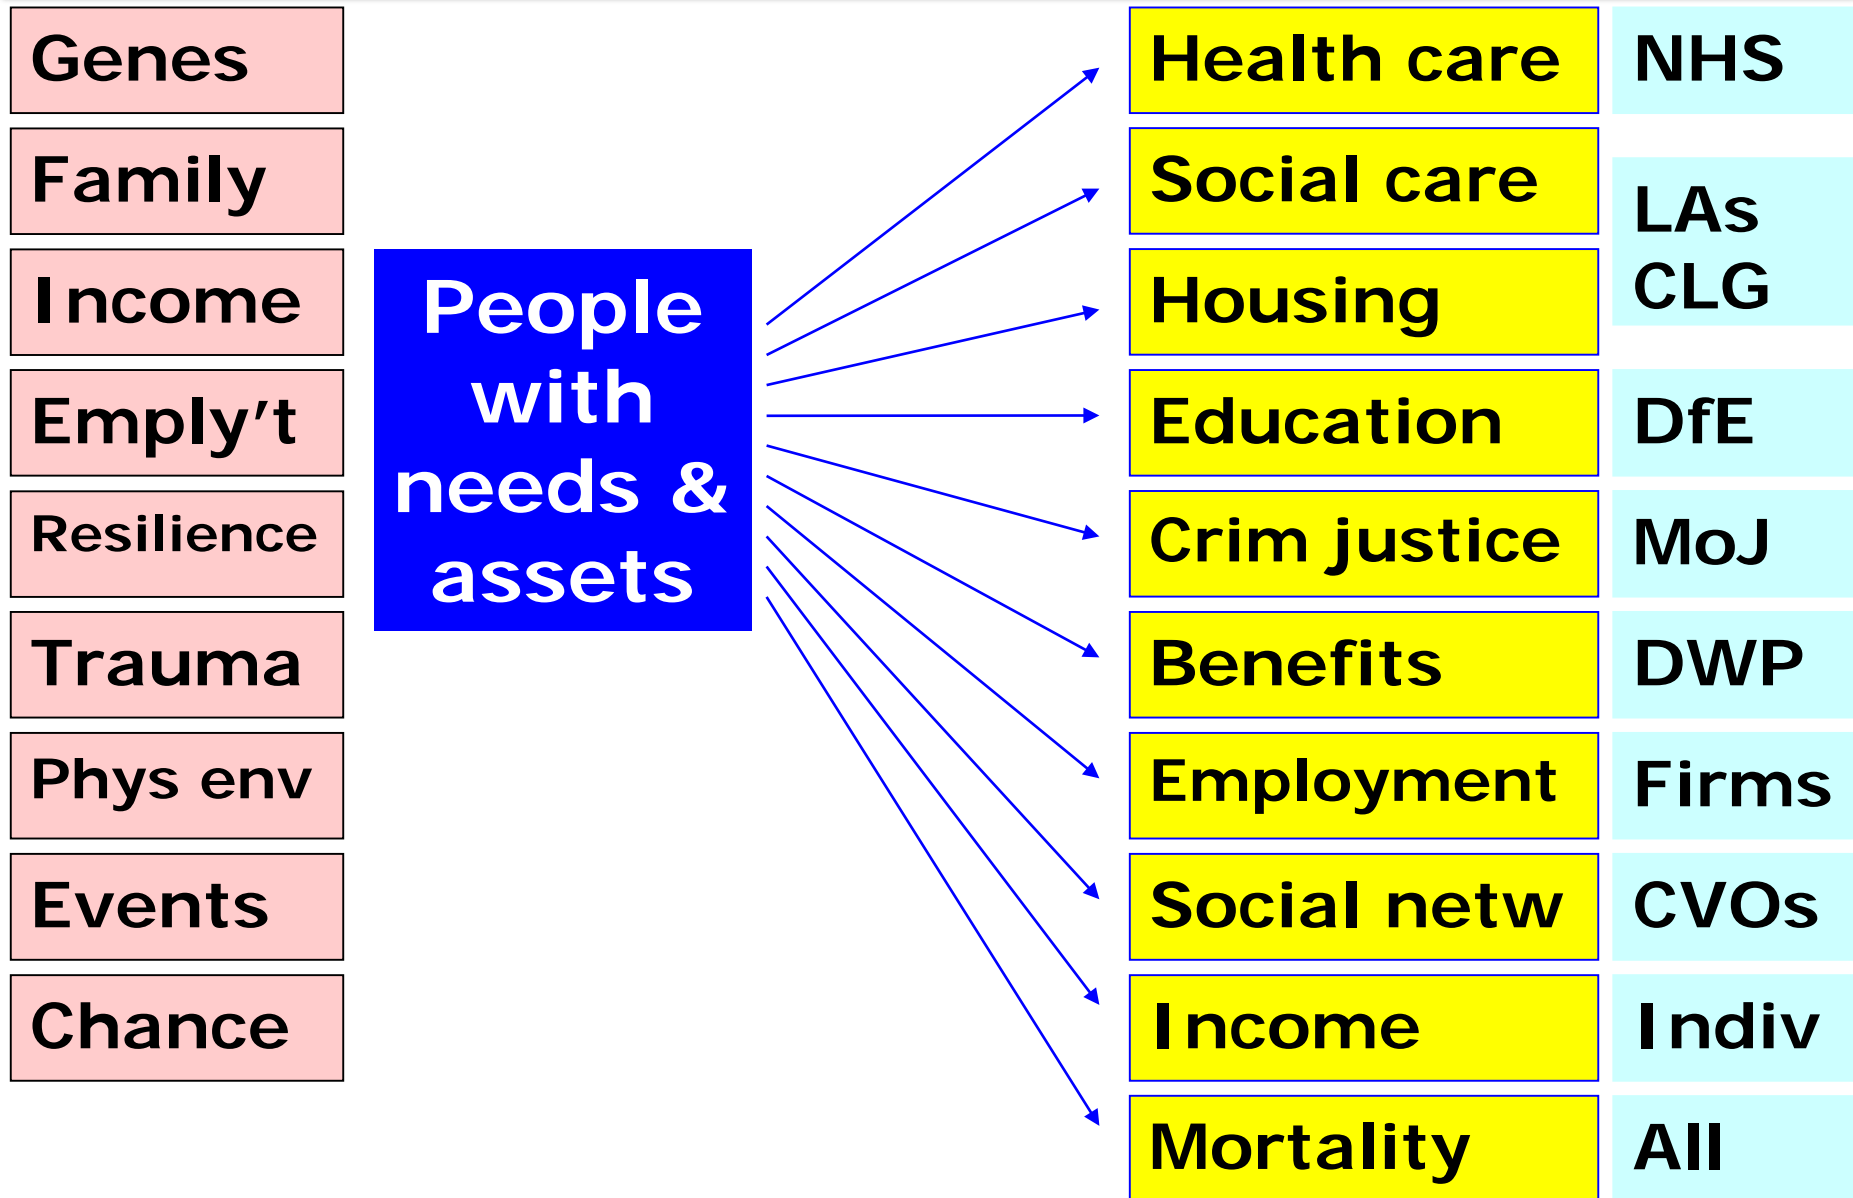 Genes
Family
Income
Emply’t
Resilience
Trauma
Phys env
Events
Chance
People
with
needs &
assets
Health care
Social care
Housing
Education
Crim justice
Benefits
Employment
Social netw
Income
Mortality
NHS
LAs
CLG
DfE
MoJ
DWP
Firms
CVOs
Indiv
All